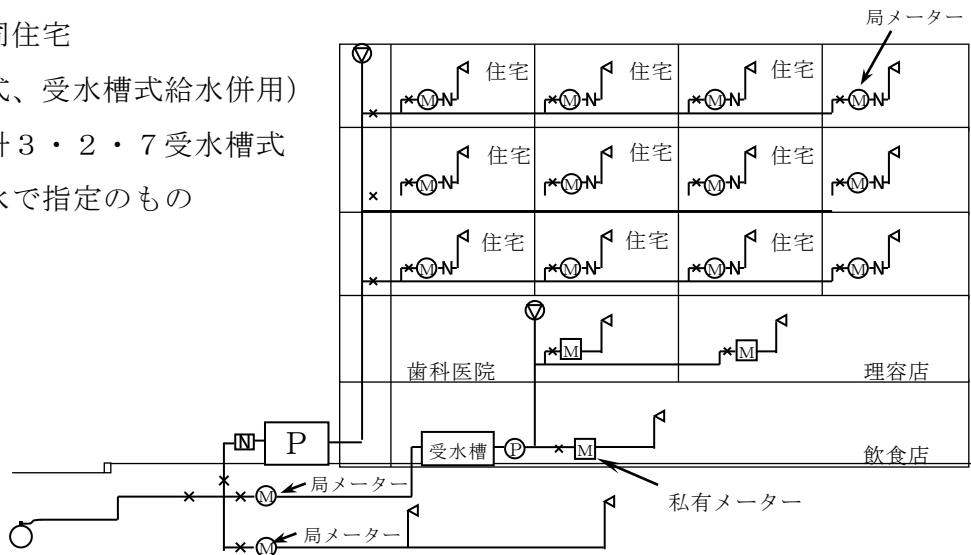 局メーター
同住宅
式、受水槽式給水併用）
計３・２・７受水槽式
水で指定のもの
住宅 住宅 住宅
M N M N M N M N
住宅 住宅 住宅
M N M N M N M N
住宅 住宅 住宅
M N M N M N M N
M M
歯科医院 理容店
N P 受水槽 P M 飲食店
M 局メーター 私有メーター
M 局メーター